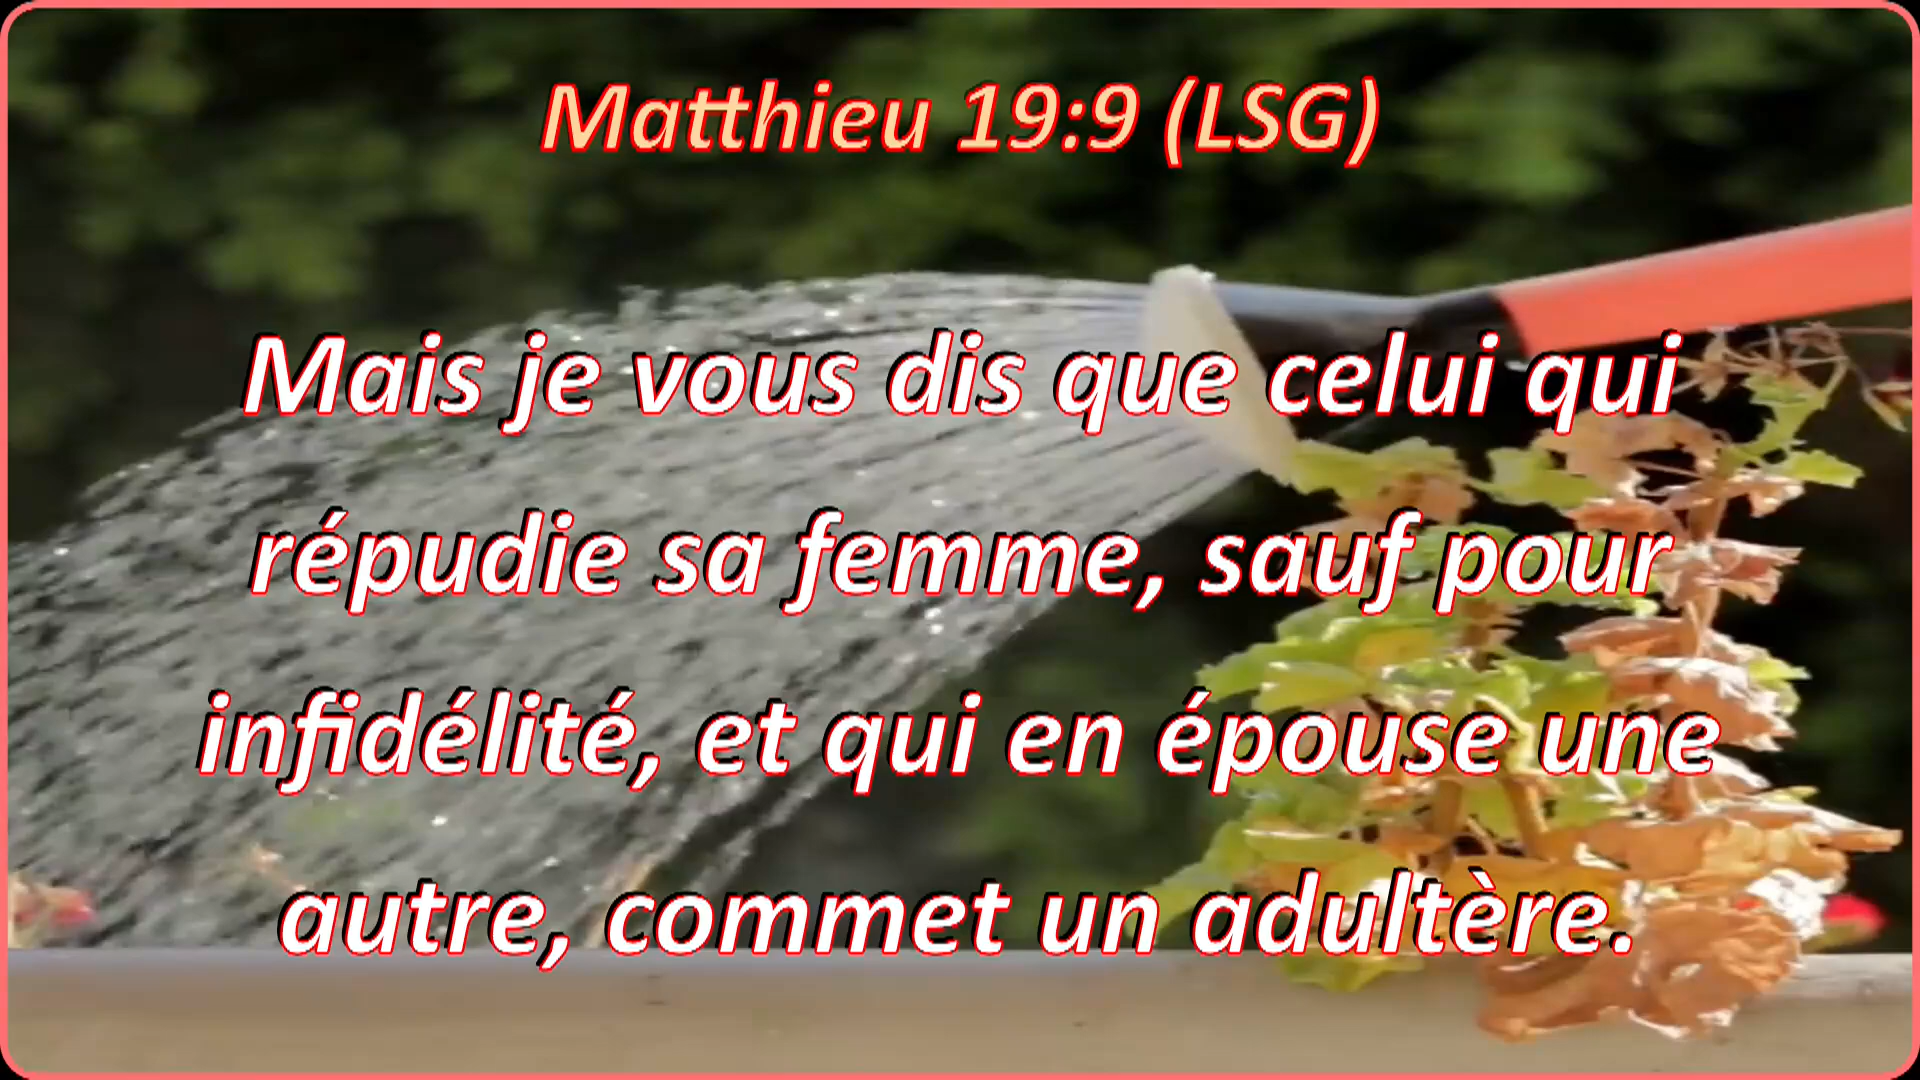 Matthieu 19:9 (LSG)
Mais je vous dis que celui qui
répudie sa femme, sauf pour
infidélité, et qui en épouse une
autre, commet un adultère.